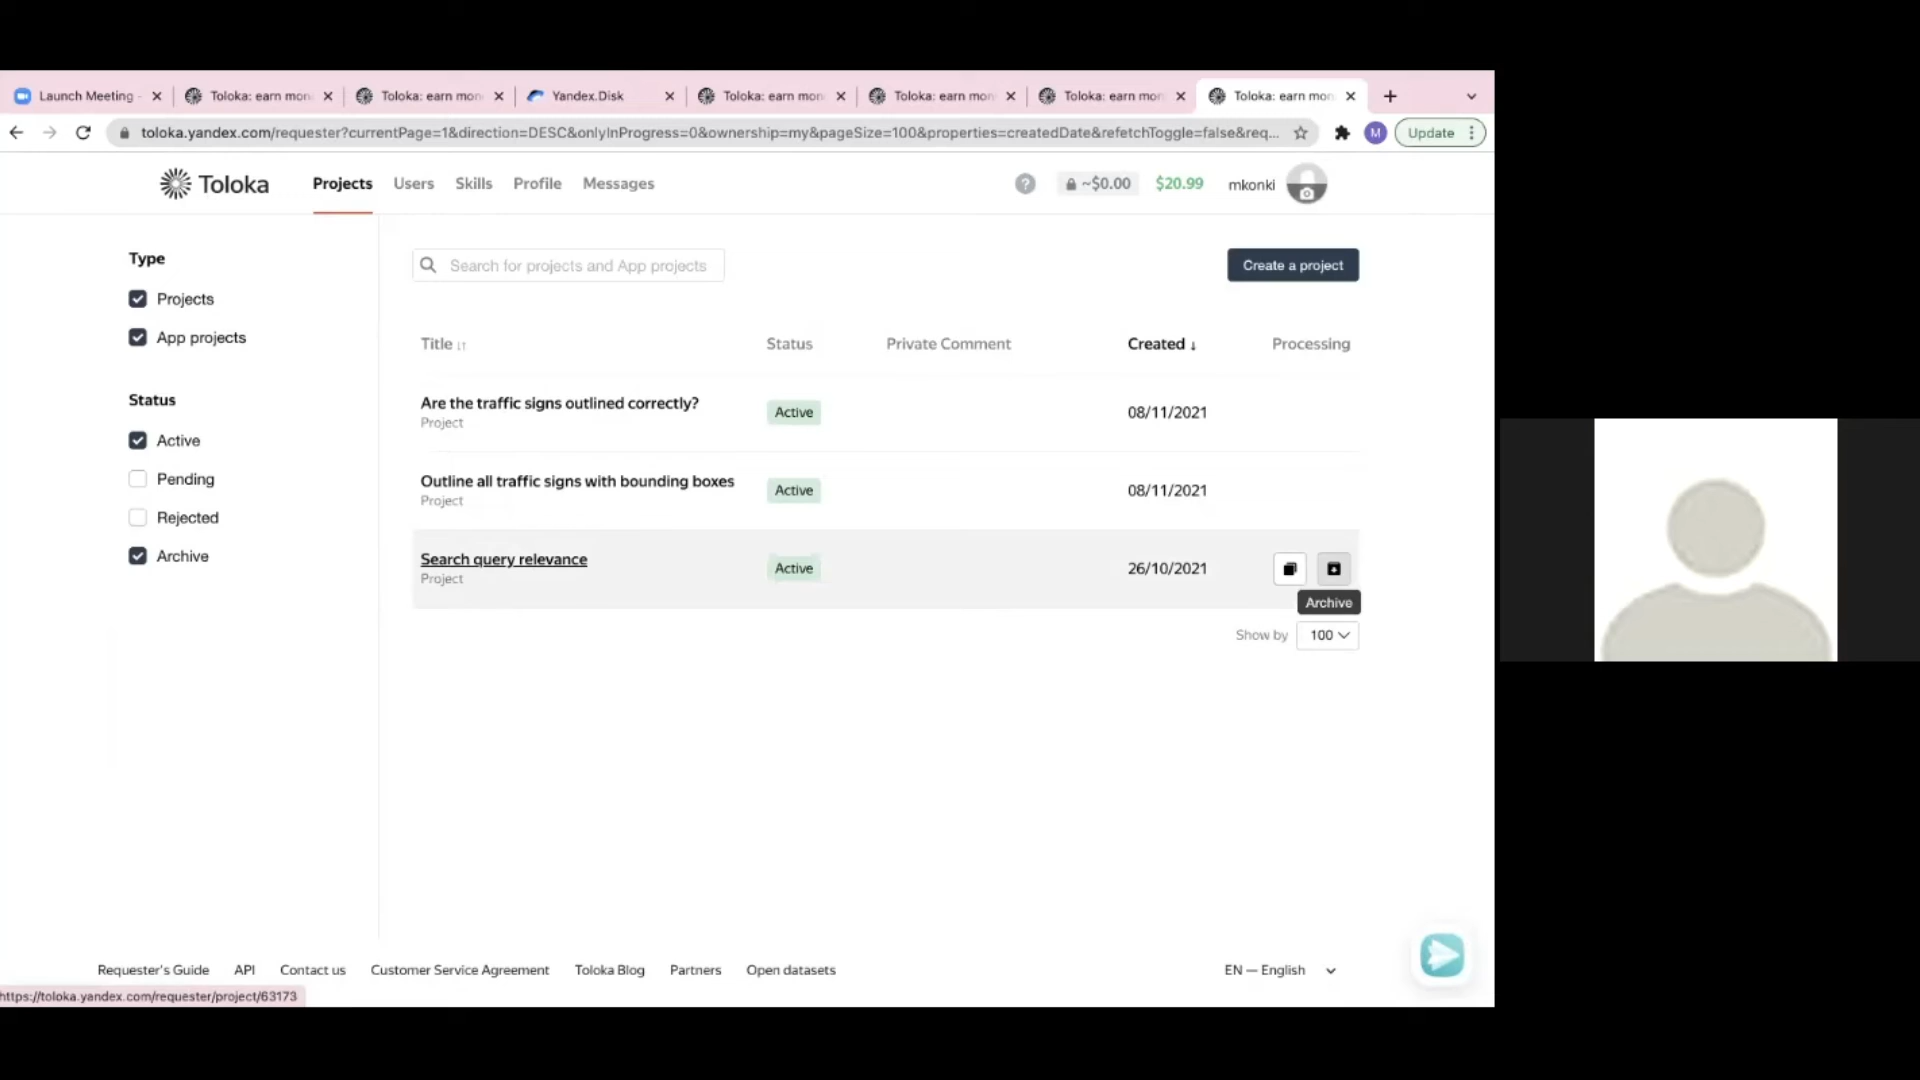 Launch Meeting - Toloka: earn mon Toloka: earn mon Yandex.Disk Toloka: earn mon Toloka: earn mon Toloka: earn mon Toloka: earn mon
toloka.yandex.com/requester?currentPage=1&direction=DESC&onlyInProgress=0&ownership=my&pageSize=100&properties=createdDate&refetchToggle=false&req... M Update
Toloka Projects Users Skills Profile Messages ? ~$0.00 $20.99 mkonki
Type
Projects
App projects
Status
Active
Pending
Rejected
Archive
Search for projects and App projects Create a project
Title Status Private Comment Created ↓ Processing
Are the traffic signs outlined correctly? Active 08/11/2021
Project
Outline all traffic signs with bounding boxes Active 08/11/2021
Project
Search query relevance Active 26/10/2021
Project
Archive
Show by 100
Requester's Guide API Contact us Customer Service Agreement Toloka Blog Partners Open datasets EN — English
https://toloka.yandex.com/requester/project/63173